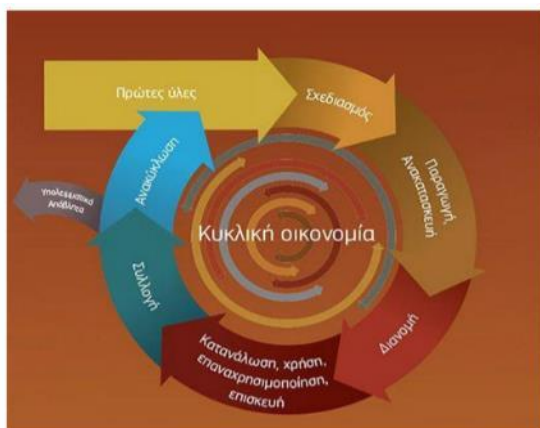 Πρώτες ύλες
Σχεδιασμός
Παραγωγή,
Ανακατασκευή
Διανομή
Κατανάλωση, χρήση,
επαναχρησιμοποίηση,
επισκευή
Συλλογή
Ανακύκλωση
Υπολειμματικά
Απόβλητα
Κυκλική οικονομία